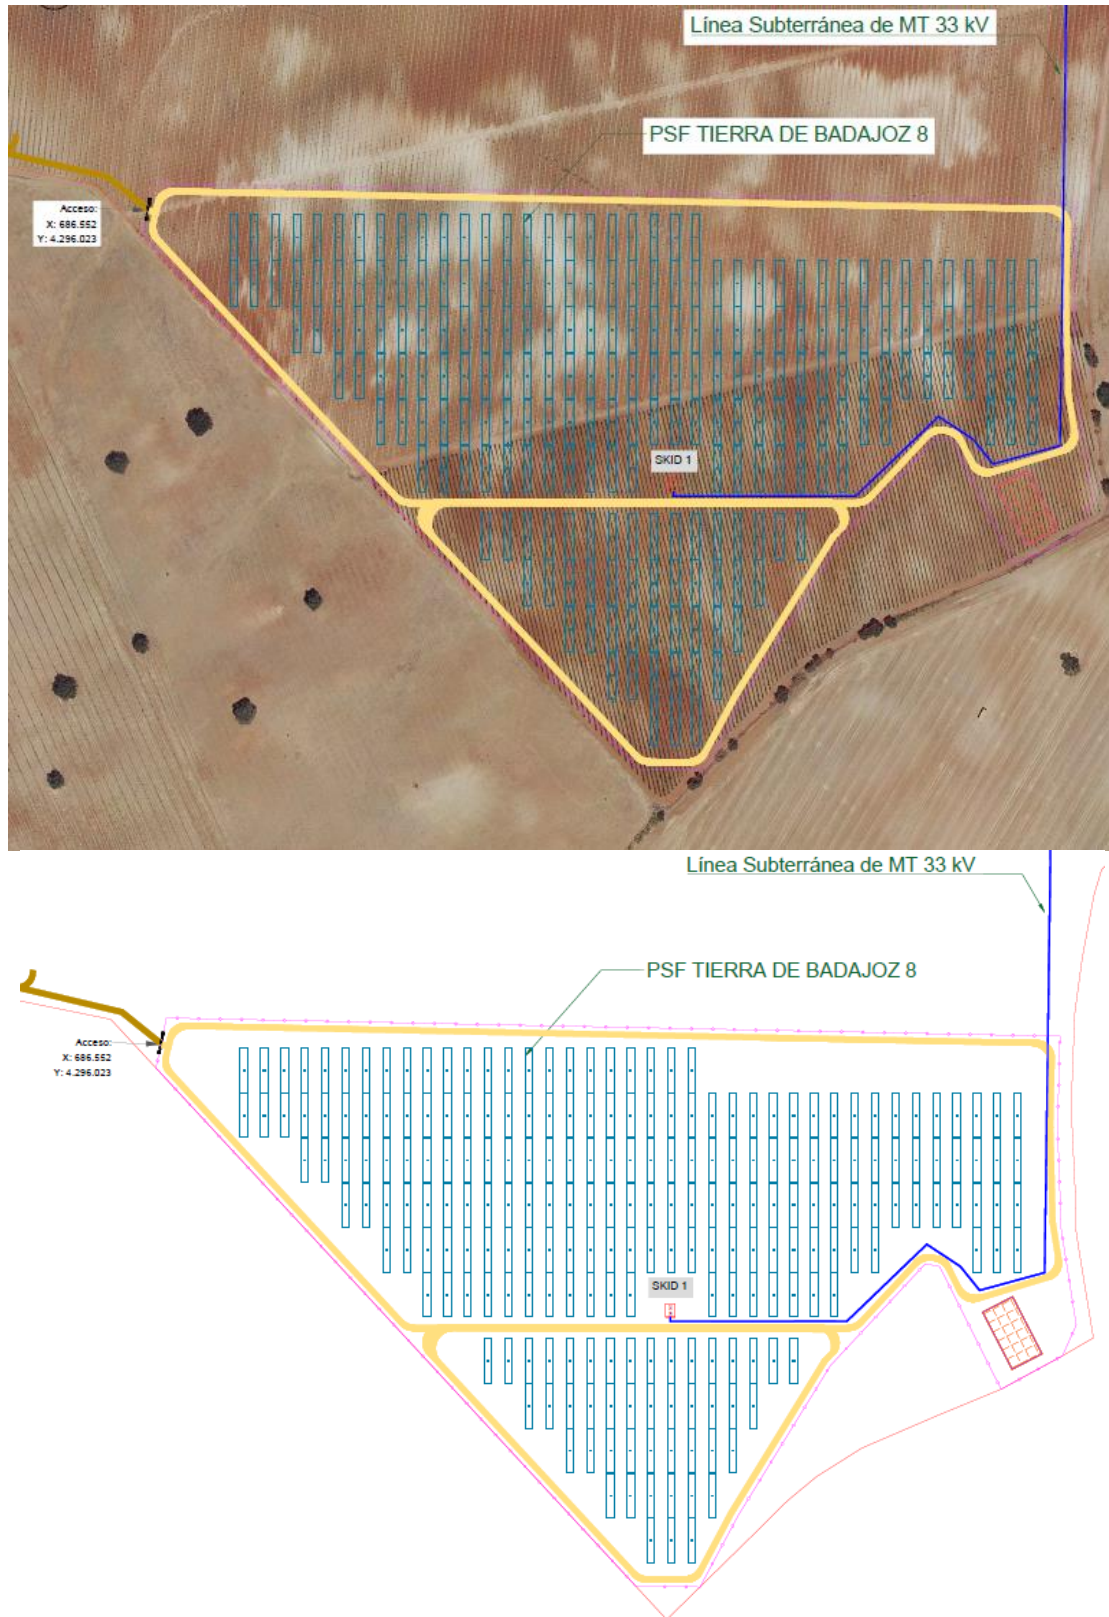 Línea Subterránea de MT 33 kV
PSF TIERRA DE BADAJOZ 8
Acceso:
X: 686.552
Y: 4.296.023
SKID 1
Línea Subterránea de MT 33 kV
PSF TIERRA DE BADAJOZ 8
Acceso:
X: 686.552
Y: 4.296.023
SKID 1